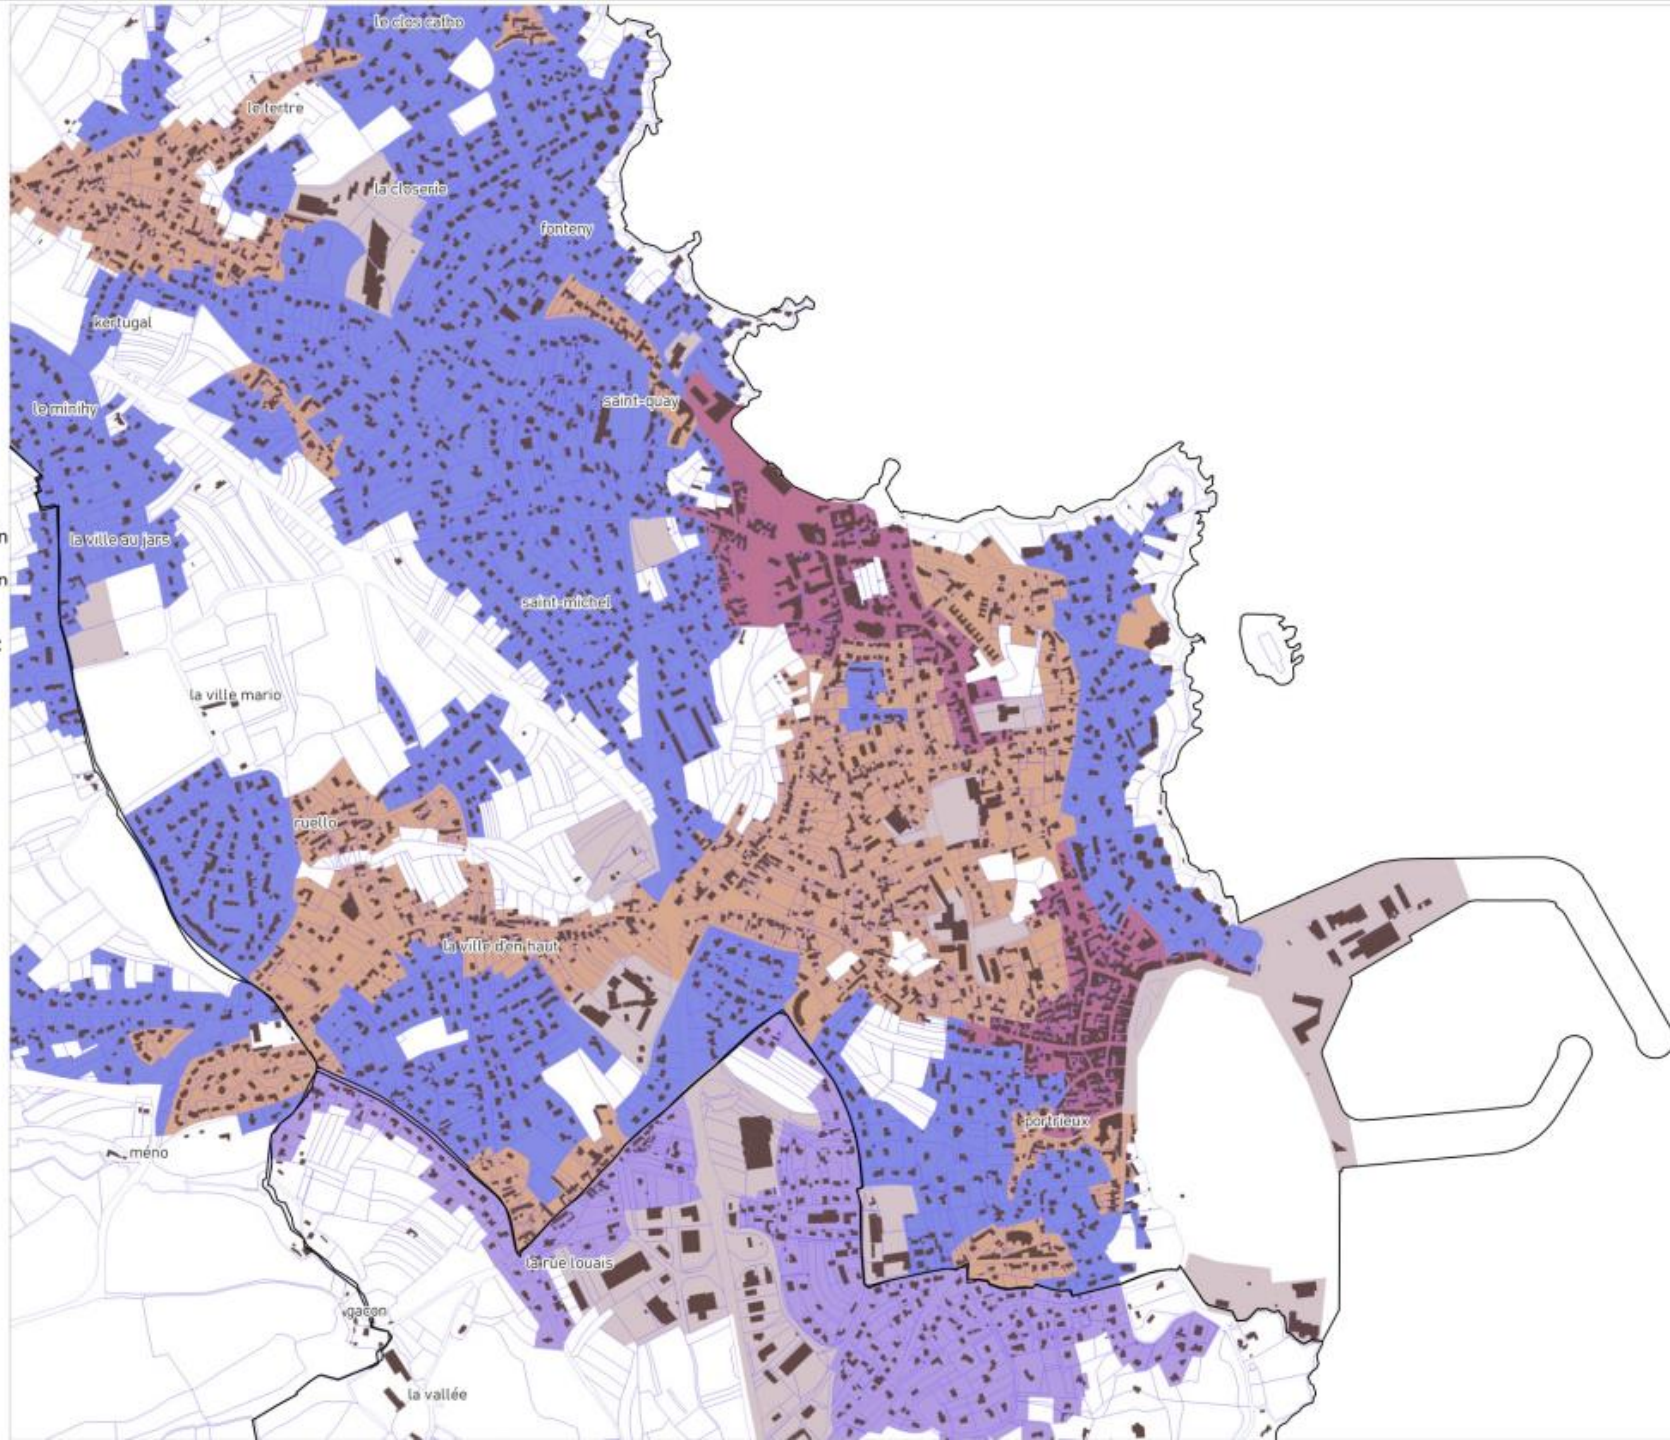 le clos catho
le tertre
la closerie
fonteny
kertugal
saint-quay
le minihy
n
la ville au jars
n
saint-michel
la ville mario
ruello
la ville d'en haut
portrieux
méno
la rue louais
gacon
la vallée